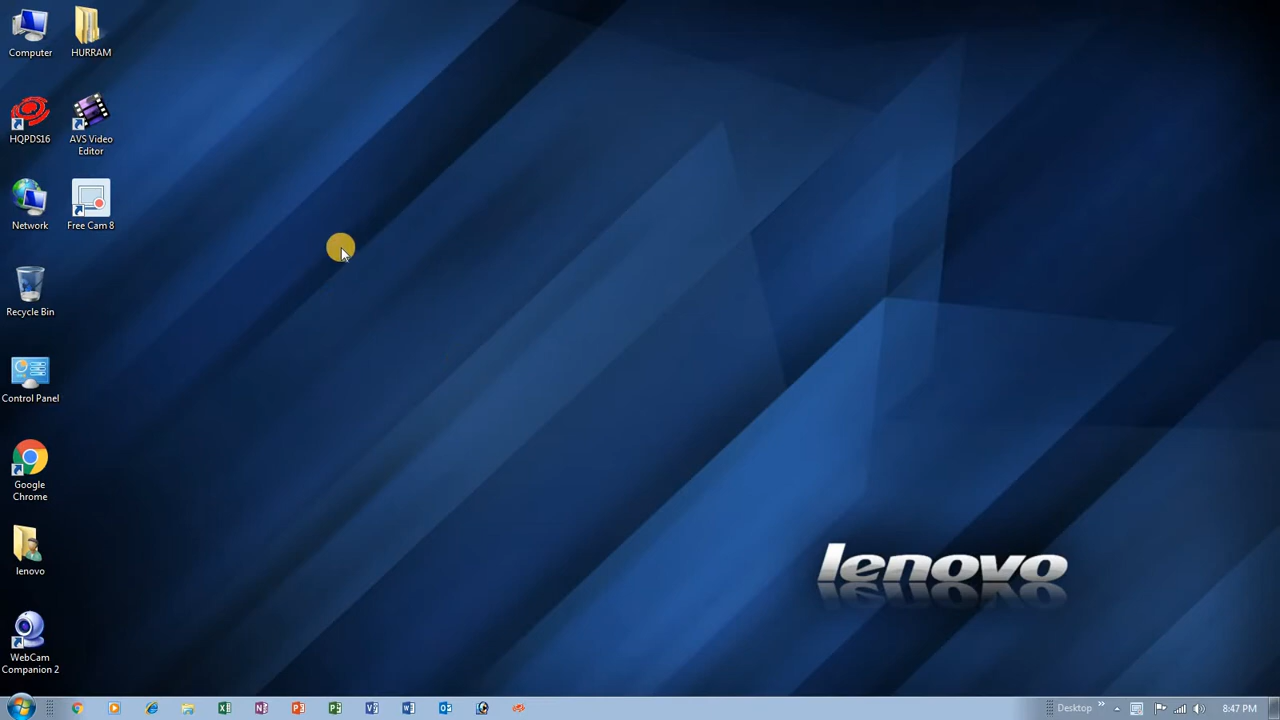 Computer
HURRAM
HQPDS16
AVS Video
Editor
Network
Free Cam 8
Recycle Bin
Control Panel
Google
Chrome
lenovo
WebCam
Companion 2
lenovo
Desktop
8:47 PM